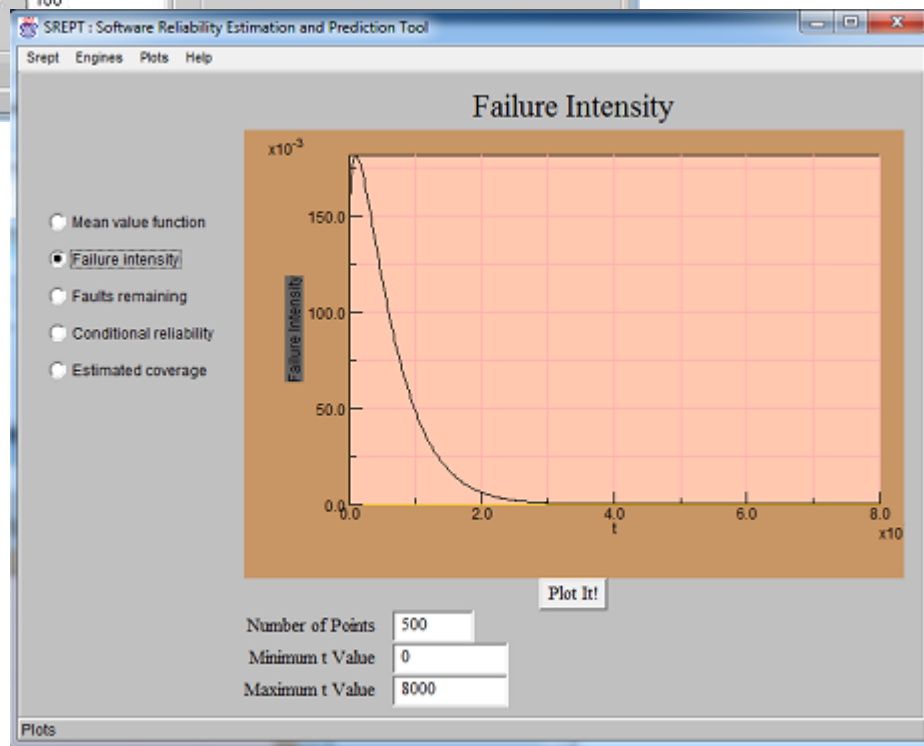 100
SREPT : Software Reliability Estimation and Prediction Tool
Srept Engines Plots Help
Failure Intensity
x10-3
Mean value function
Failure intensity
Faults remaining
Conditional reliability
Estimated coverage
Failure Intensity
150.0
100.0
50.0
0.0
0.0 2.0 4.0 6.0 8.0
t
x10
Plot It!
Number of Points 500
Minimum t Value 0
Maximum t Value 8000
Plots